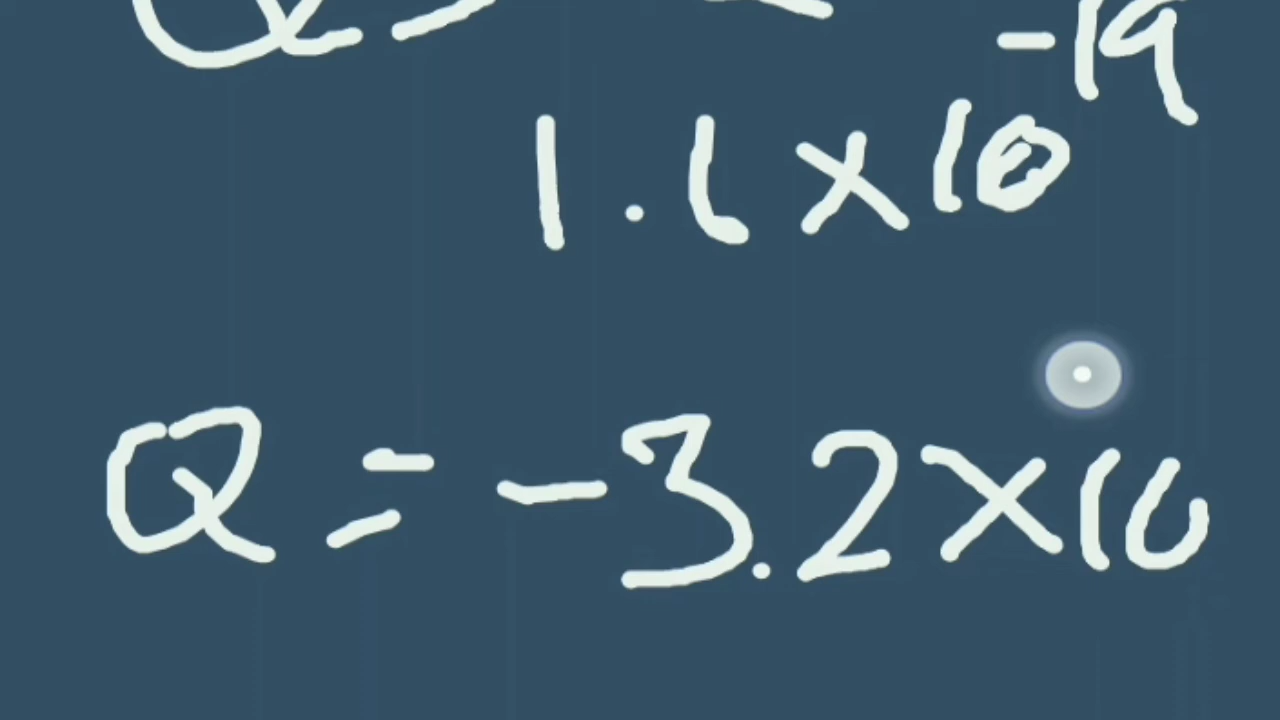 Q =
1.6 x 10^-19
Q = -3.2 x 10